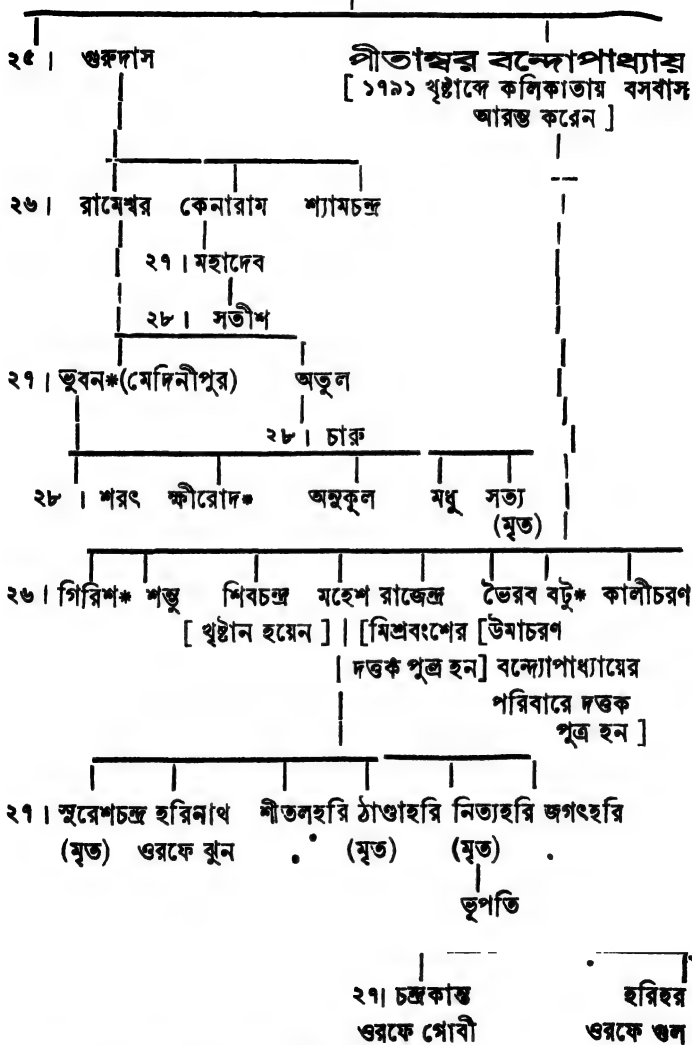 ২৫। গুরুদাস পীতাম্বর বন্দোপাধ্যায়
[ ১৭৯১ খৃষ্টাব্দে কলিকাতায় বসবাস
আরম্ভ করেন ]
২৬। রামেশ্বর কেনারাম শ্যামচন্দ্র
২৭। মহাদেব
২৮। সতীশ
২৭। ভুবন*(মেদিনীপুর) অতুল
২৮। চারু
২৮। শরৎ ক্ষীরোদ* অনুকূল মধু সত্য
(মৃত)
২৬। গিরিশ* শম্ভু শিবচন্দ্র মহেশ রাজেন্দ্র ভৈরব বটু* কালীচরণ
[ খৃষ্টান হয়েন ] [মিশ্রবংশের [উমাচরণ
দত্তক পুত্র হন] বন্দ্যোপাধ্যায়ের
পরিবারে দত্তক
পুত্র হন ]
২৭। সুরেশচন্দ্র হরিনাথ শীতলহরি ঠাণ্ডাহরি নিত্যহরি জগৎহরি
(মৃত) ওরফে ঝুন (মৃত) (মৃত)
ভূপতি
২৭। চন্দ্রকান্ত হরিহর
ওরফে গোবী ওরফে গুল